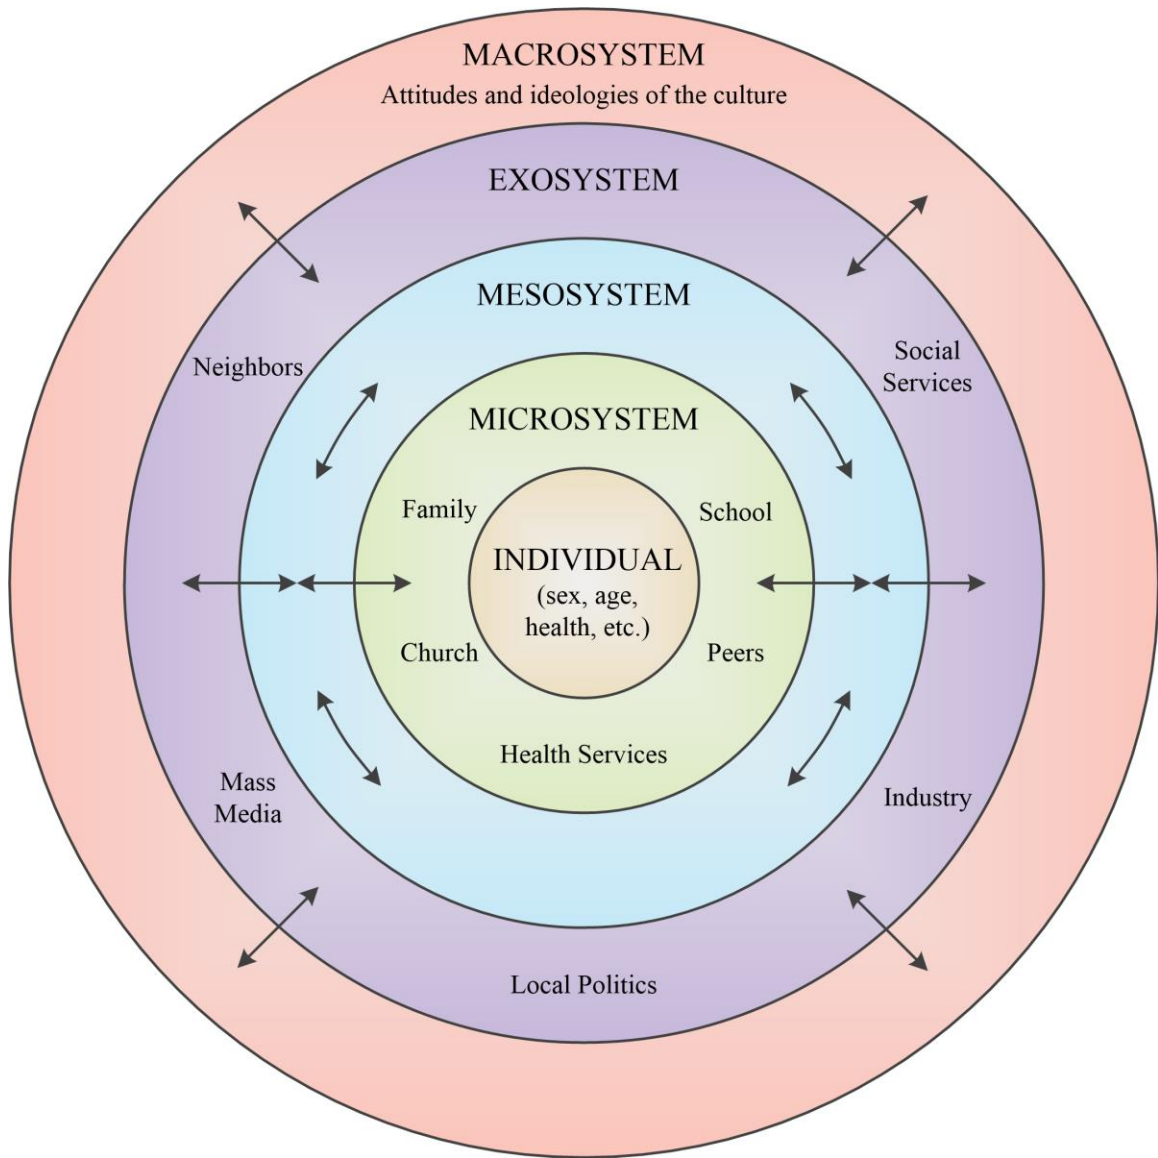 MACROSYSTEM
Attitudes and ideologies of the culture
EXOSYSTEM
MESOSYSTEM
Neighbors
Social
Services
MICROSYSTEM
Family
School
INDIVIDUAL
(sex, age,
health, etc.)
Church
Peers
Health Services
Mass
Media
Industry
Local Politics